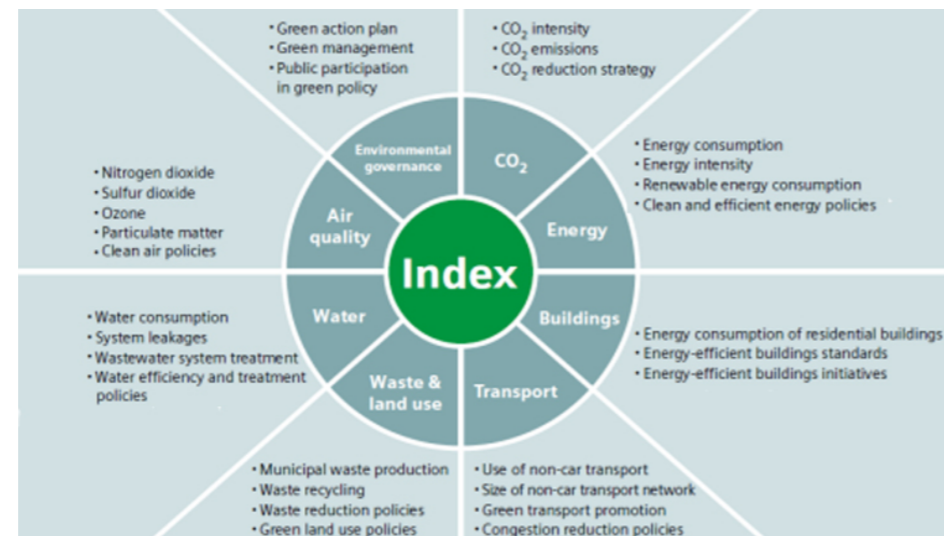 • Green action plan
• Green management
• Public participation
in green policy
• CO₂ intensity
• CO₂ emissions
• CO₂ reduction strategy
Environmental
governance
CO₂
• Energy consumption
• Energy intensity
• Renewable energy consumption
• Clean and efficient energy policies
• Nitrogen dioxide
• Sulfur dioxide
• Ozone
• Particulate matter
• Clean air policies
Air
quality
Energy
Index
Water
Buildings
• Water consumption
• System leakages
• Wastewater system treatment
• Water efficiency and treatment
policies
• Energy consumption of residential buildings
• Energy-efficient buildings standards
• Energy-efficient buildings initiatives
Waste &
land use
Transport
• Municipal waste production
• Waste recycling
• Waste reduction policies
• Green land use policies
• Use of non-car transport
• Size of non-car transport network
• Green transport promotion
• Congestion reduction policies